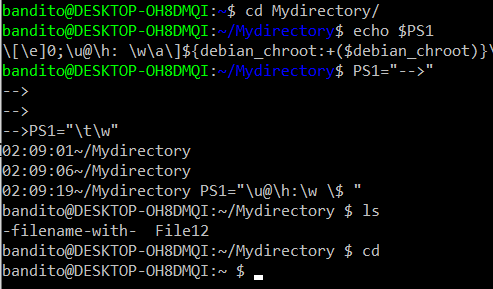 bandito@DESKTOP-OH8DMQI:~$ cd Mydirectory/
bandito@DESKTOP-OH8DMQI:~/Mydirectory$ echo $PS1
\[\e]0;\u@\h: \w\a\]${debian_chroot:+($debian_chroot)}\
bandito@DESKTOP-OH8DMQI:~/Mydirectory$ PS1="-->"
-->
-->
-->PS1="\t\w"
02:09:01~/Mydirectory
02:09:06~/Mydirectory
02:09:19~/Mydirectory PS1="\u@\h:\w \$ "
bandito@DESKTOP-OH8DMQI:~/Mydirectory $ ls
-filename-with-  File12
bandito@DESKTOP-OH8DMQI:~/Mydirectory $ cd
bandito@DESKTOP-OH8DMQI:~ $